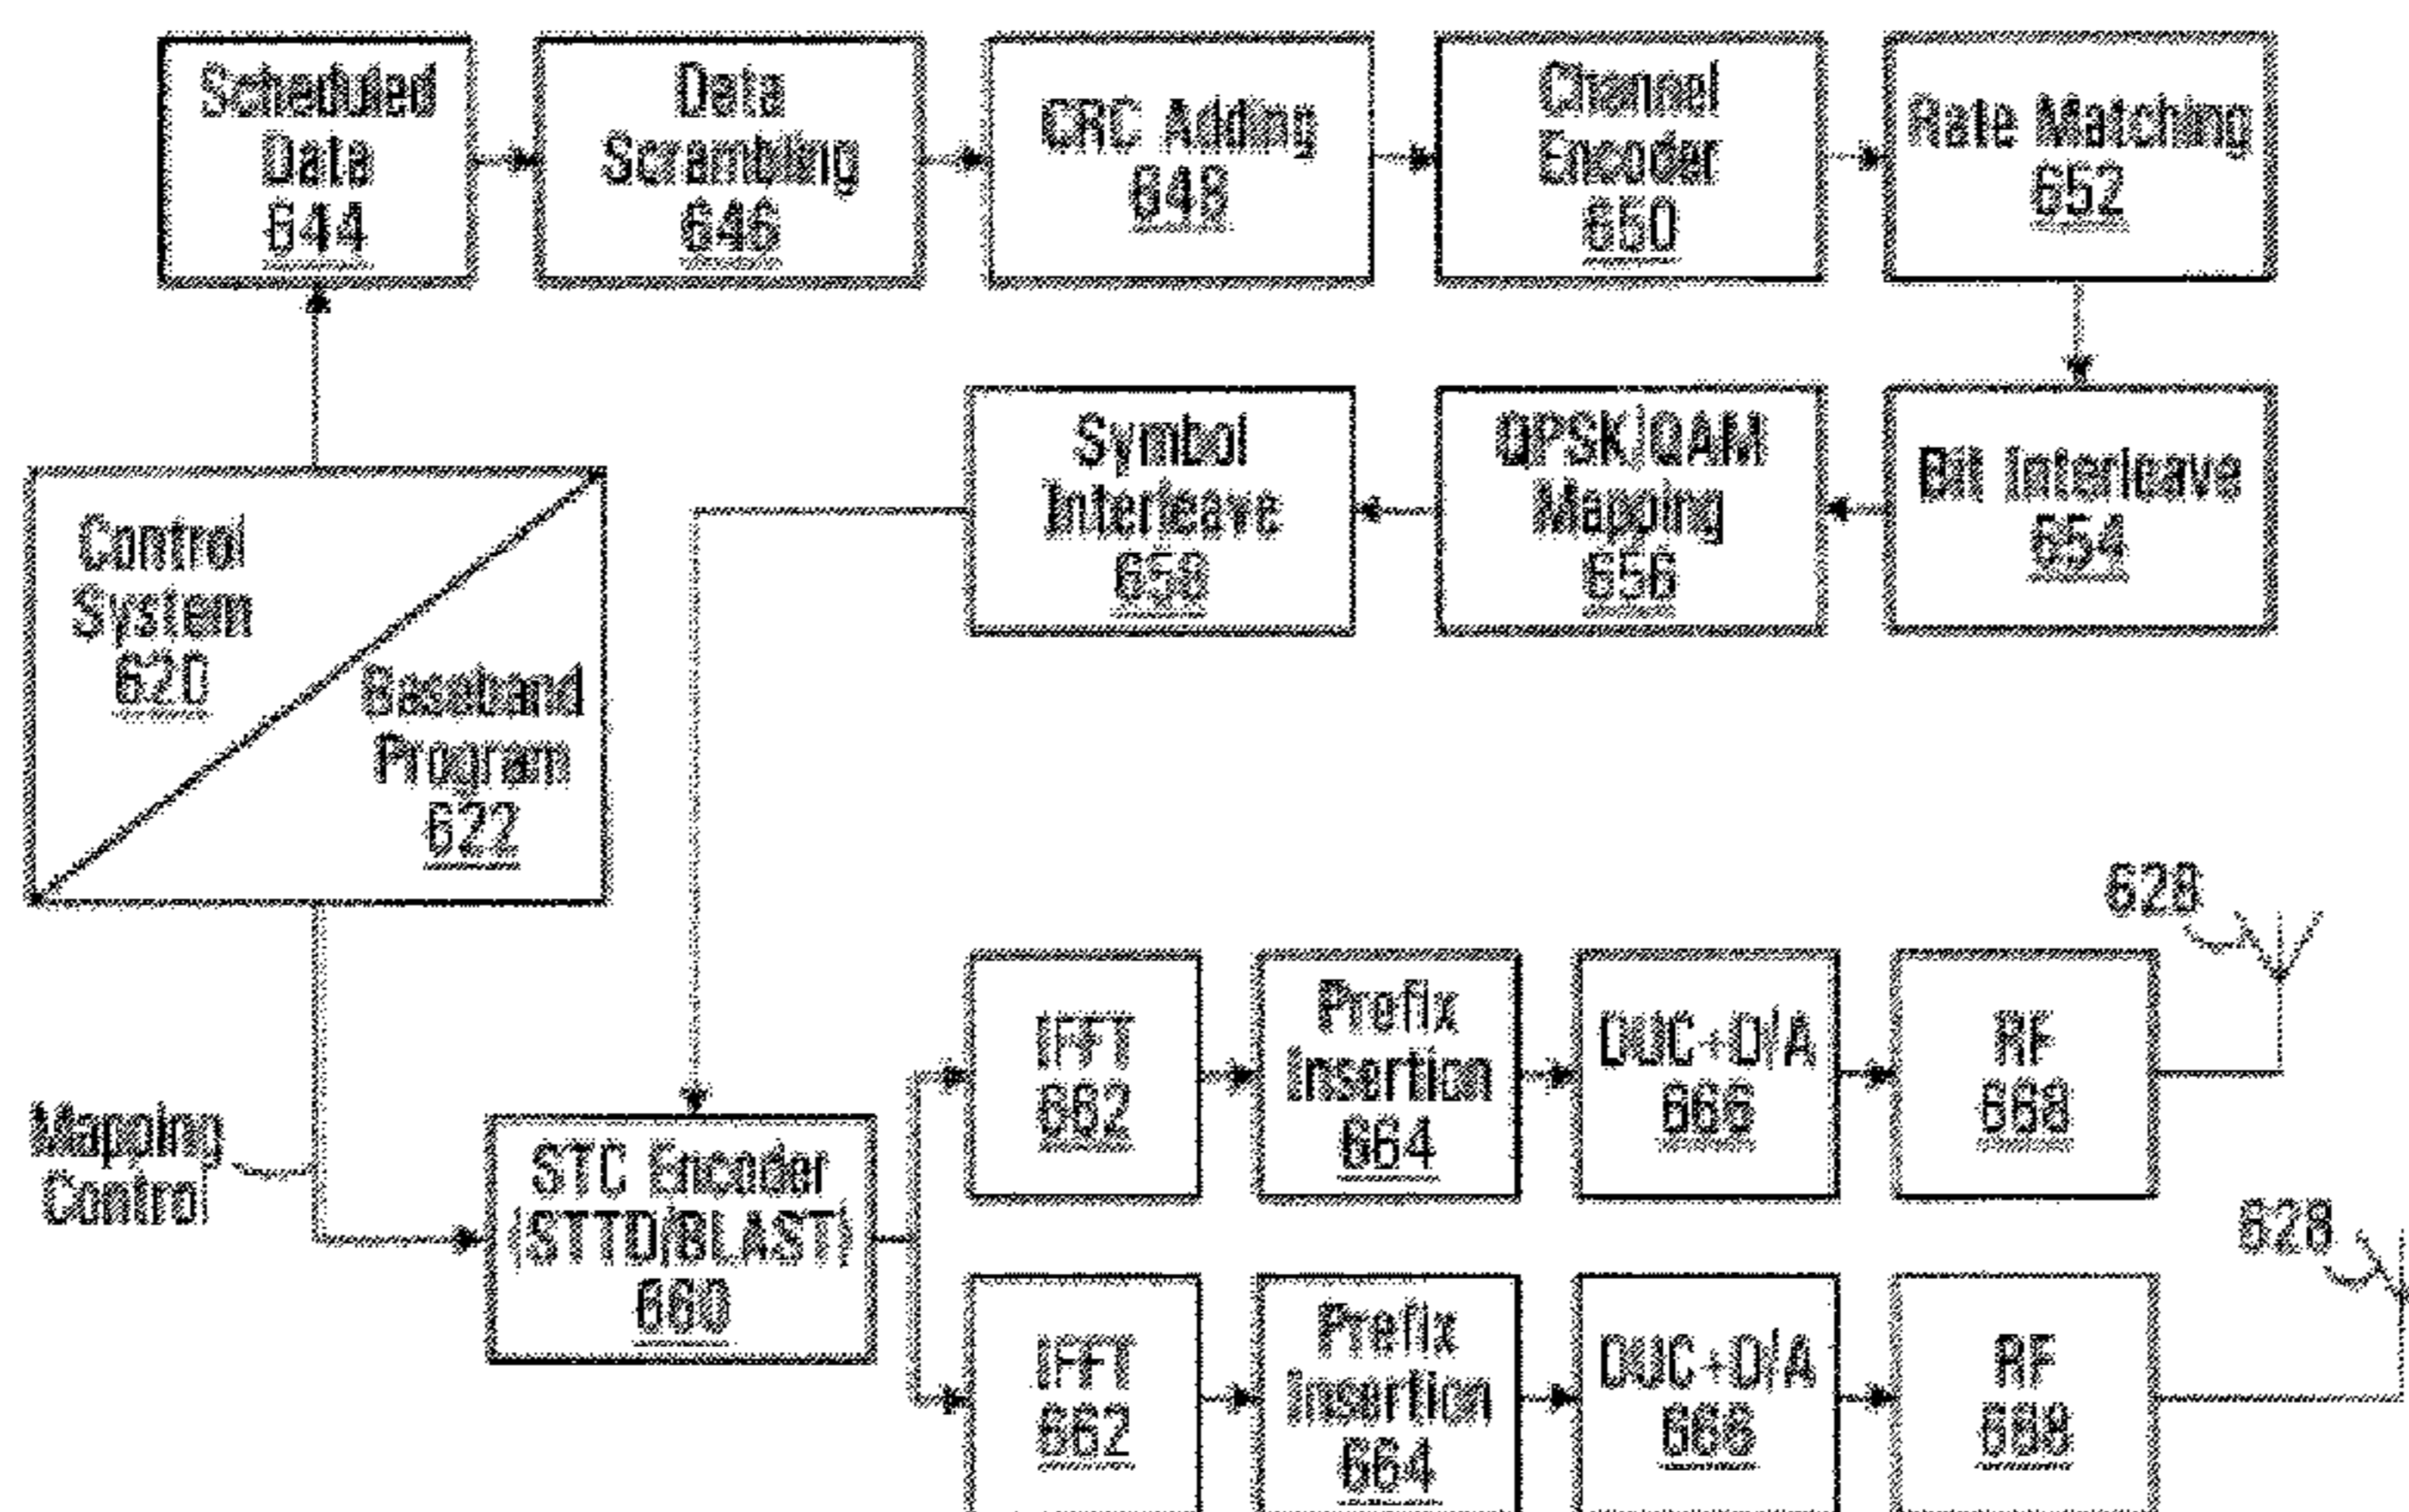 Scheduled
Data
644
Data
Scrambling
646
CRC Adding
648
Channel
Encoder
650
Rate Matching
652
Symbol
Interleave
658
QPSK/QAM
Mapping
656
Bit Interleave
654
Control
System
620
Baseband
Program
622
Mapping
Control
STC Encoder
(STTD/BLAST)
660
IFFT
662
Prefix
Insertion
664
DUC+D/A
666
RF
668
628
IFFT
662
Prefix
Insertion
664
DUC+D/A
666
RF
668
628